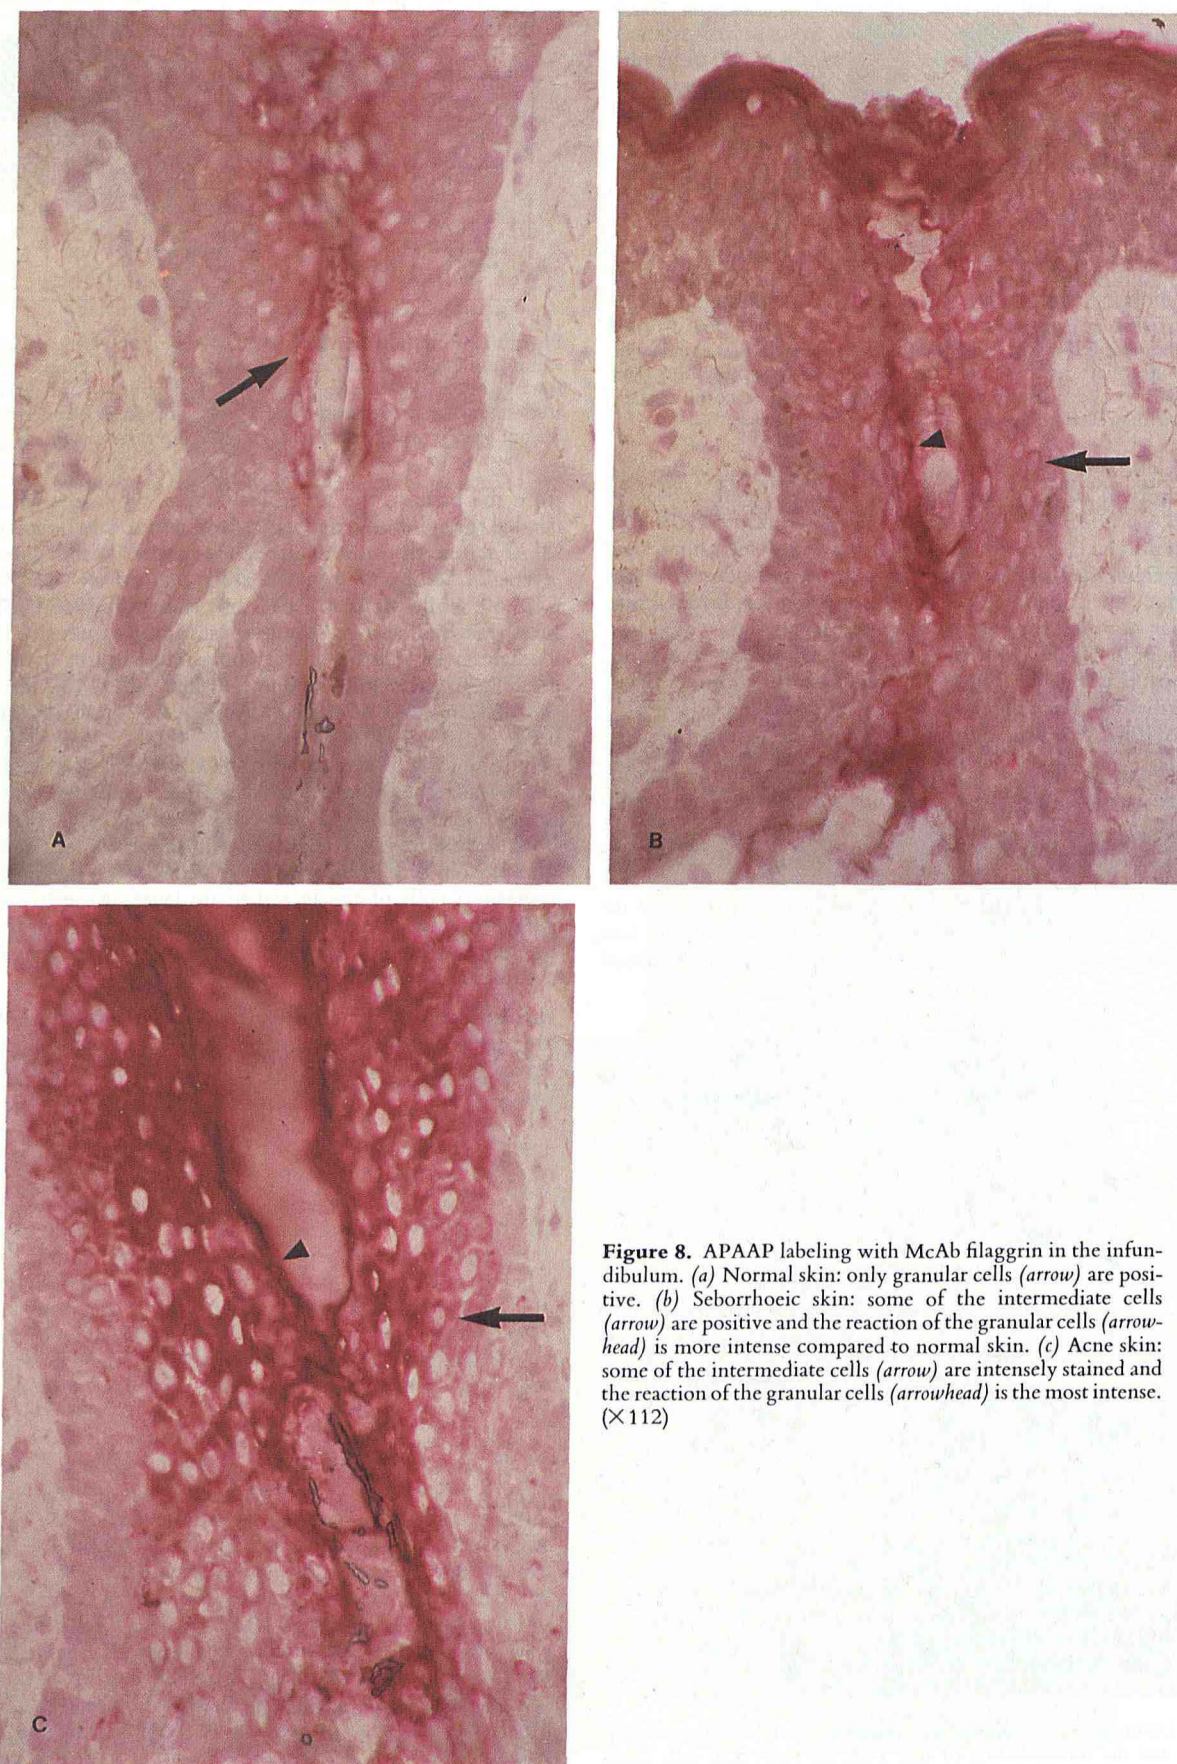 A
B
C
Figure 8. APAAP labeling with McAb filaggrin in the infun-
dibulum. (a) Normal skin: only granular cells (arrow) are posi-
tive. (b) Seborrhoeic skin: some of the intermediate cells
(arrow) are positive and the reaction of the granular cells (arrow-
head) is more intense compared to normal skin. (c) Acne skin:
some of the intermediate cells (arrow) are intensely stained and
the reaction of the granular cells (arrowhead) is the most intense.
(×112)